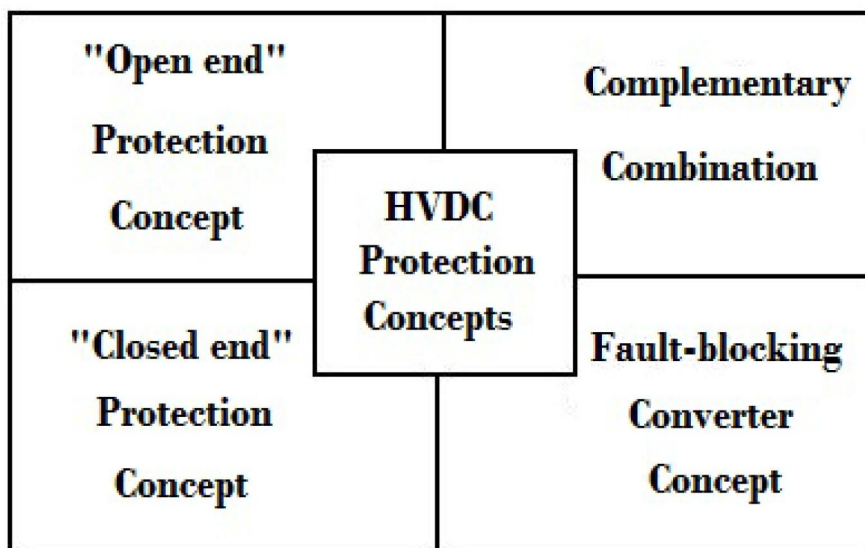 "Open end"
Protection
Concept
Complementary
Combination
HVDC
Protection
Concepts
"Closed end"
Protection
Concept
Fault-blocking
Converter
Concept